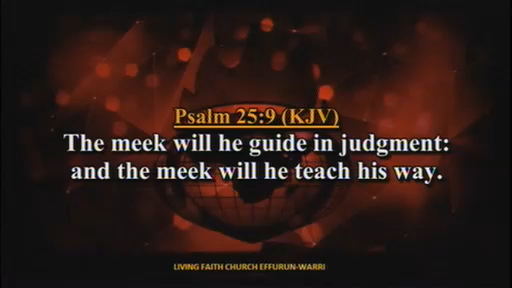 Psalm 25:9 (KJV)
The meek will he guide in judgment:
and the meek will he teach his way.
LIVING FAITH CHURCH EFFURUN-WARRI